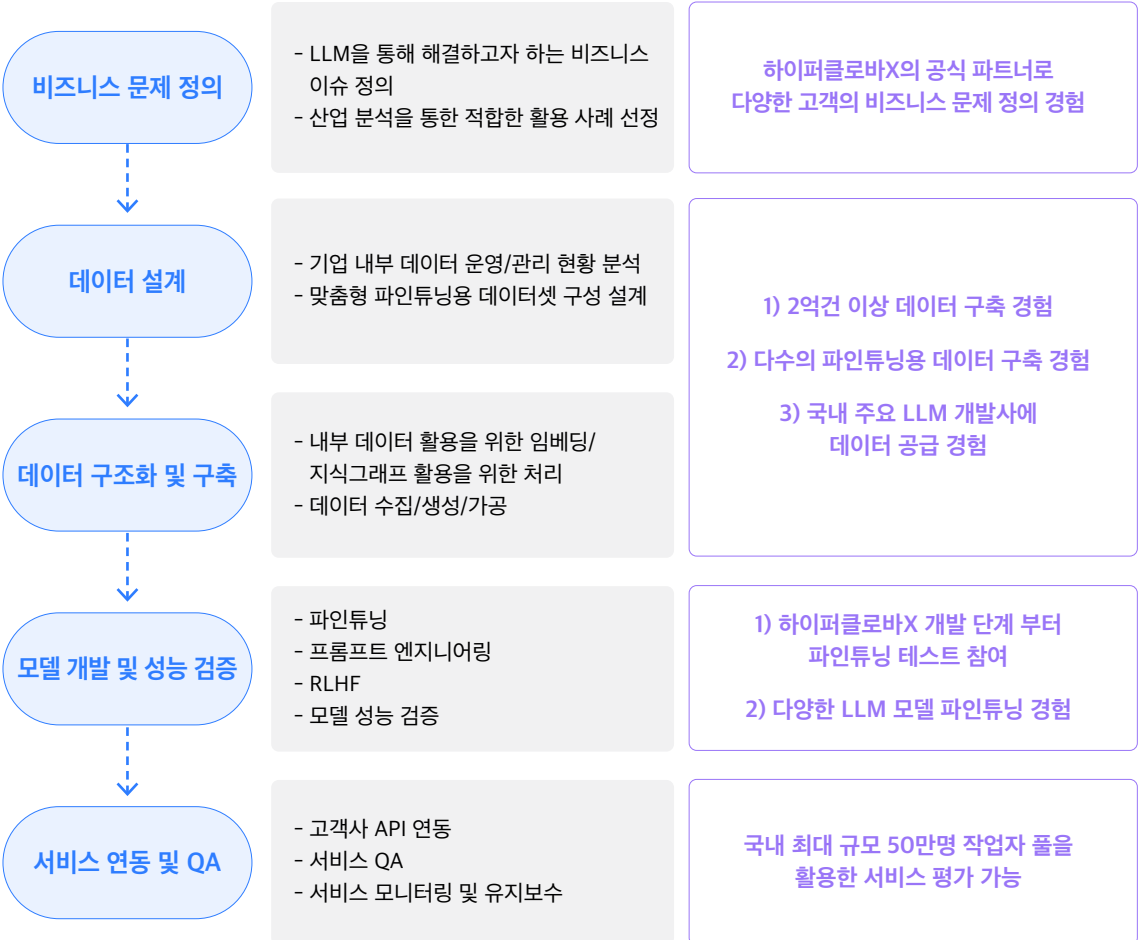 비즈니스 문제 정의
- LLM을 통해 해결하고자 하는 비즈니스
이슈 정의
- 산업 분석을 통한 적합한 활용 사례 선정
하이퍼클로바X의 공식 파트너로
다양한 고객의 비즈니스 문제 정의 경험
데이터 설계
- 기업 내부 데이터 운영/관리 현황 분석
- 맞춤형 파인튜닝용 데이터셋 구성 설계
1) 2억건 이상 데이터 구축 경험
2) 다수의 파인튜닝용 데이터 구축 경험
3) 국내 주요 LLM 개발사에
데이터 공급 경험
데이터 구조화 및 구축
- 내부 데이터 활용을 위한 임베딩/
지식그래프 활용을 위한 처리
- 데이터 수집/생성/가공
모델 개발 및 성능 검증
- 파인튜닝
- 프롬프트 엔지니어링
- RLHF
- 모델 성능 검증
1) 하이퍼클로바X 개발 단계 부터
파인튜닝 테스트 참여
2) 다양한 LLM 모델 파인튜닝 경험
서비스 연동 및 QA
- 고객사 API 연동
- 서비스 QA
- 서비스 모니터링 및 유지보수
국내 최대 규모 50만명 작업자 풀을
활용한 서비스 평가 가능